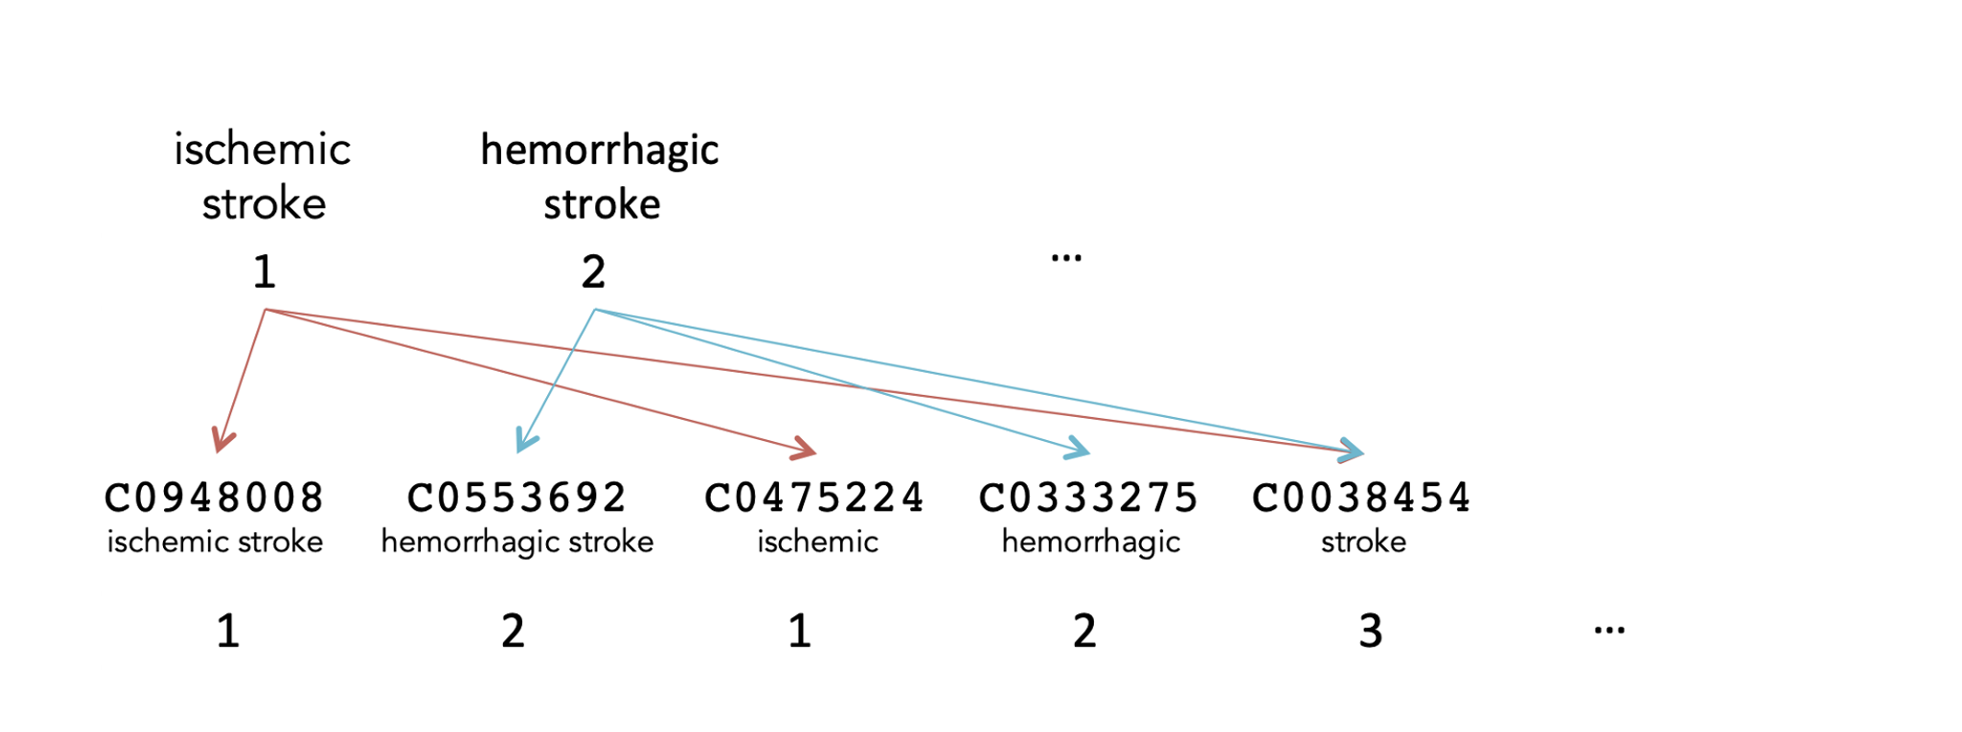 ischemic hemorrhagic
stroke stroke
1 2 ...
C0948008 C0553692 C0475224 C0333275 C0038454
ischemic stroke hemorrhagic stroke ischemic hemorrhagic stroke
1 2 1 2 3 ...